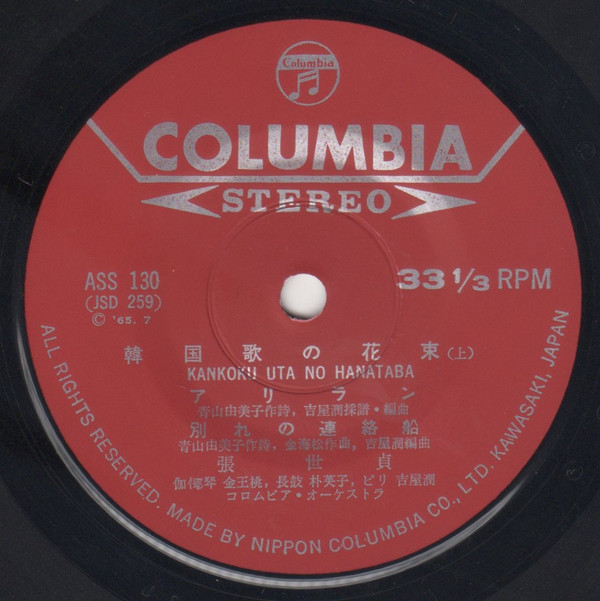 Columbia
COLUMBIA
STEREO
ASS 130
(JSD 259)
Ⓒ '65. 7
33 1/3 RPM
韓国歌の花束(上)
KANKOKU UTA NO HANATABA
アリラン
青山由美子作詩, 吉屋潤採譜・編曲
別れの連絡船
青山由美子作詩, 金海松作曲, 吉屋潤編曲
張世貞
伽倻琴 金王桃, 長鼓 朴英子, ピリ 吉屋潤
コロムビア・オーケストラ
ALL RIGHTS RESERVED. MADE BY NIPPON COLUMBIA CO., LTD. KAWASAKI, JAPAN